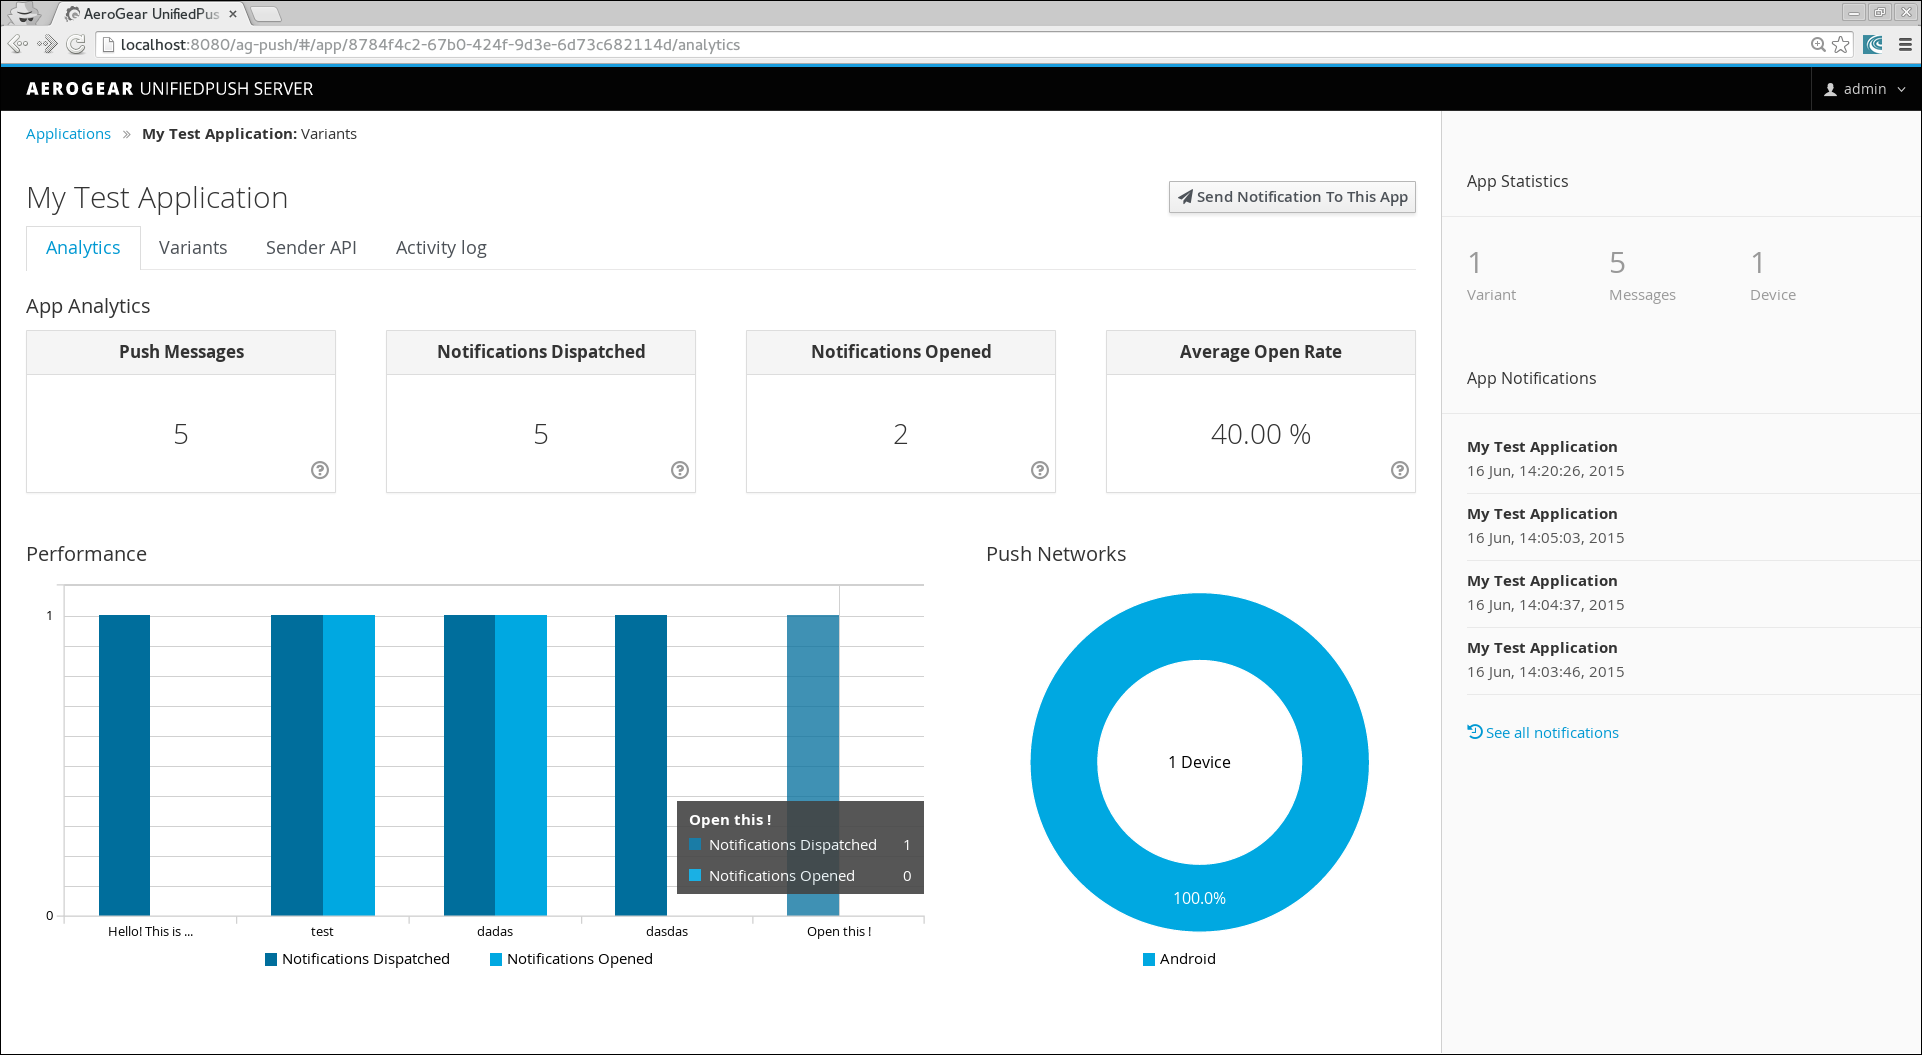 AeroGear UnifiedPus
localhost:8080/ag-push/#/app/8784f4c2-67b0-424f-9d3e-6d73c682114d/analytics
AEROGEAR UNIFIEDPUSH SERVER
admin
Applications » My Test Application: Variants
My Test Application
Send Notification To This App
Analytics
Variants
Sender API
Activity log
App Analytics
Push Messages
5
Notifications Dispatched
5
Notifications Opened
2
Average Open Rate
40.00 %
Performance
1
0
Hello! This is ...
test
dadas
dasdas
Open this !
Open this !
Notifications Dispatched 1
Notifications Opened 0
Notifications Dispatched
Notifications Opened
Push Networks
1 Device
100.0%
Android
App Statistics
1
Variant
5
Messages
1
Device
App Notifications
My Test Application
16 Jun, 14:20:26, 2015
My Test Application
16 Jun, 14:05:03, 2015
My Test Application
16 Jun, 14:04:37, 2015
My Test Application
16 Jun, 14:03:46, 2015
See all notifications